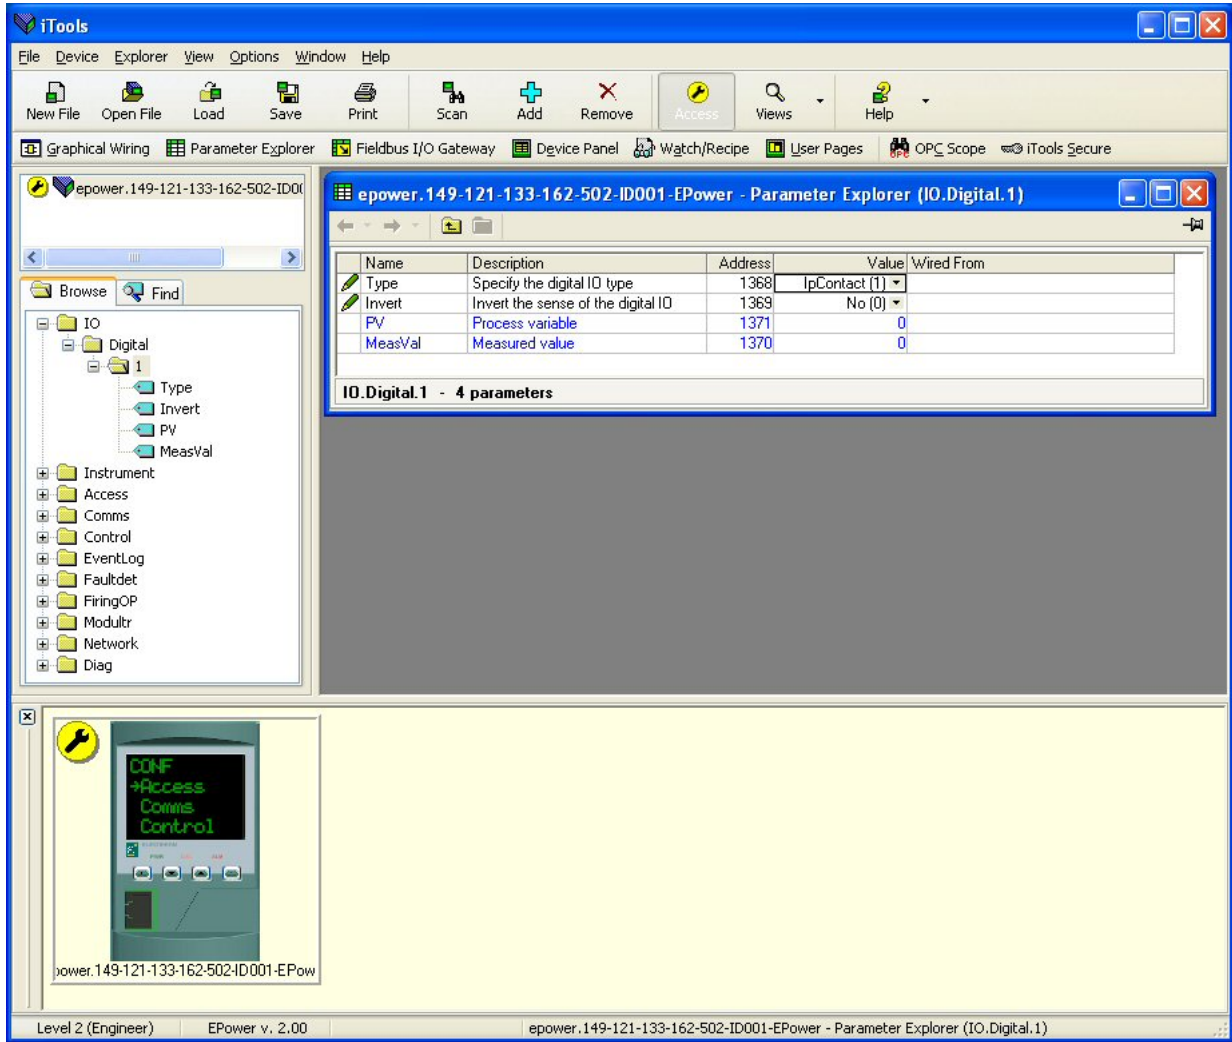 iTools
File Device Explorer View Options Window Help
New File Open File Load Save Print Scan Add Remove Access Views Help
Graphical Wiring Parameter Explorer Fieldbus I/O Gateway Device Panel Watch/Recipe User Pages OPC Scope iTools Secure
epower.149-121-133-162-502-ID0(
Browse Find
IO
Digital
1
Type
Invert
PV
MeasVal
Instrument
Access
Comms
Control
EventLog
Faultdet
FiringOP
Modultr
Network
Diag
epower.149-121-133-162-502-ID001-EPower - Parameter Explorer (IO.Digital.1)
Name Description Address Value Wired From
Type Specify the digital IO type 1368 IpContact (1)
Invert Invert the sense of the digital IO 1369 No (0)
PV Process variable 1371 0
MeasVal Measured value 1370 0
IO.Digital.1 - 4 parameters
CONF
→Access
Comms
Control
ower.149-121-133-162-502-ID001-EPow
Level 2 (Engineer) EPower v. 2.00 epower.149-121-133-162-502-ID001-EPower - Parameter Explorer (IO.Digital.1)